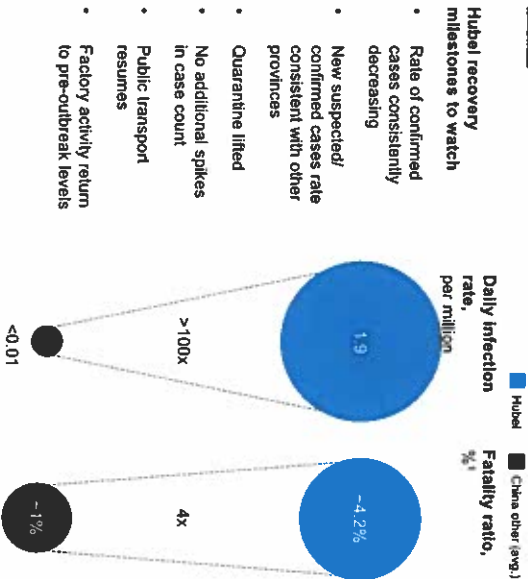 Hubei recovery
milestones to watch
• Rate of confirmed
cases consistently
decreasing
• New suspected/
confirmed cases rate
consistent with other
provinces
• Quarantine lifted
• No additional spikes
in case count
• Public transport
resumes
• Factory activity return
to pre-outbreak levels
Hubei
China other (avg.)
Daily infection
rate,
per million
1.9
>100x
<0.01
Fatality ratio,
%¹
~4.2%
4x
~1%